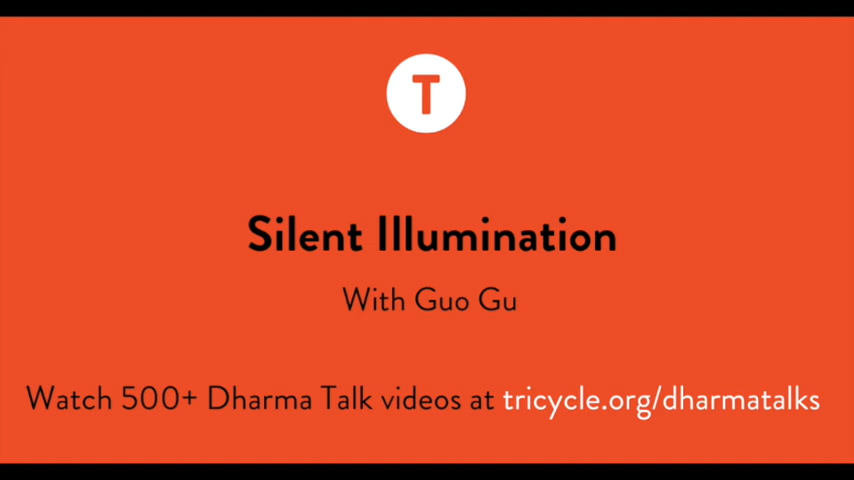 T
Silent Illumination
With Guo Gu
Watch 500+ Dharma Talk videos at tricycle.org/dharmatalks